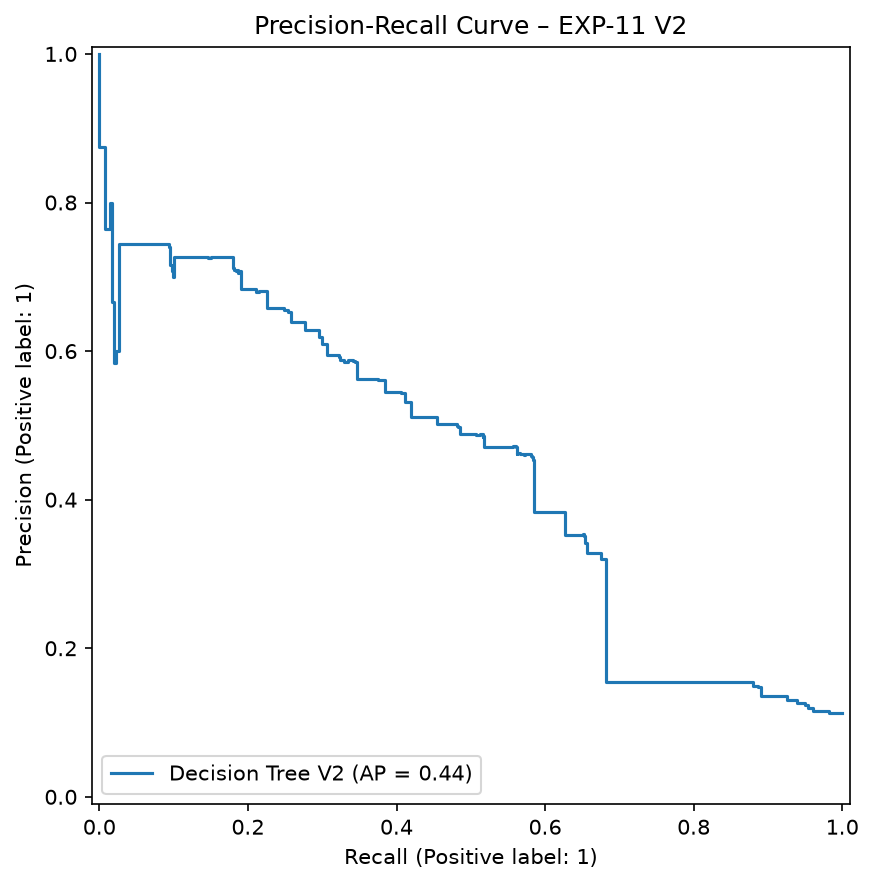 Precision-Recall Curve – EXP-11 V2
1.0
0.8
0.6
0.4
0.2
0.0
Precision (Positive label: 1)
Decision Tree V2 (AP = 0.44)
0.0 0.2 0.4 0.6 0.8 1.0
Recall (Positive label: 1)